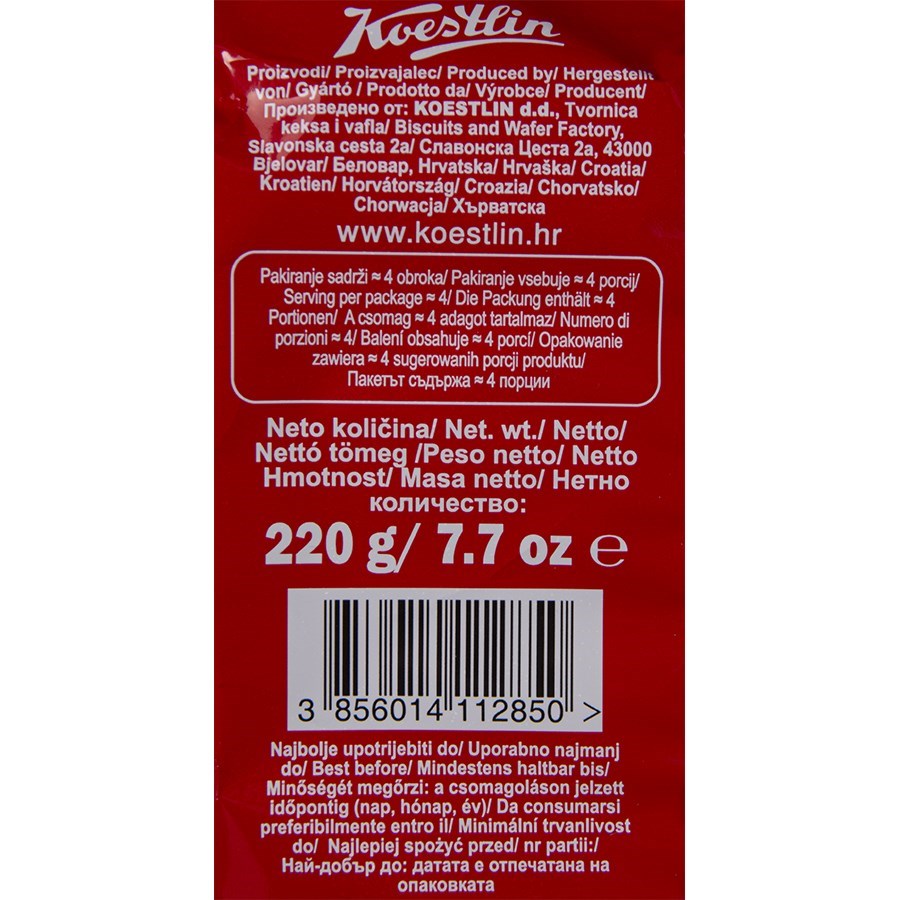 Koestlin
Proizvodi/ Proizvajalec/ Produced by/ Hergestellt
von/ Gyártó / Prodotto da/ Výrobce/ Producent/
Произведено от: KOESTLIN d.d., Tvornica
keksa i vafla/ Biscuits and Wafer Factory,
Slavonska cesta 2a/ Славонска Цеста 2а, 43000
Bjelovar/ Беловар, Hrvatska/ Hrvaška/ Croatia/
Kroatien/ Horvátország/ Croazia/ Chorvatsko/
Chorwacja/ Хърватска
www.koestlin.hr
Pakiranje sadrži ≈ 4 obroka/ Pakiranje vsebuje ≈ 4 porcij/
Serving per package ≈ 4/ Die Packung enthält ≈ 4
Portionen/ A csomag ≈ 4 adagot tartalmaz/ Numero di
porzioni ≈ 4/ Balení obsahuje ≈ 4 porcí/ Opakowanie
zawiera ≈ 4 sugerowanih porcji produktu/
Пакетът съдържа ≈ 4 порции
Neto količina/ Net. wt./ Netto/
Nettó tömeg /Peso netto/ Netto
Hmotnost/ Masa netto/ Нетно
количество:
220 g/ 7.7 oz ℮
3 856014 112850 >
Najbolje upotrijebiti do/ Uporabno najmanj
do/ Best before/ Mindestens haltbar bis/
Minőségét megőrzi: a csomagoláson jelzett
időpontig (nap, hónap, év)/ Da consumarsi
preferibilmente entro il/ Minimální trvanlivost
do/ Najlepiej spożyć przed/ nr partii:/
Най-добър до: датата е отпечатана на
опаковката